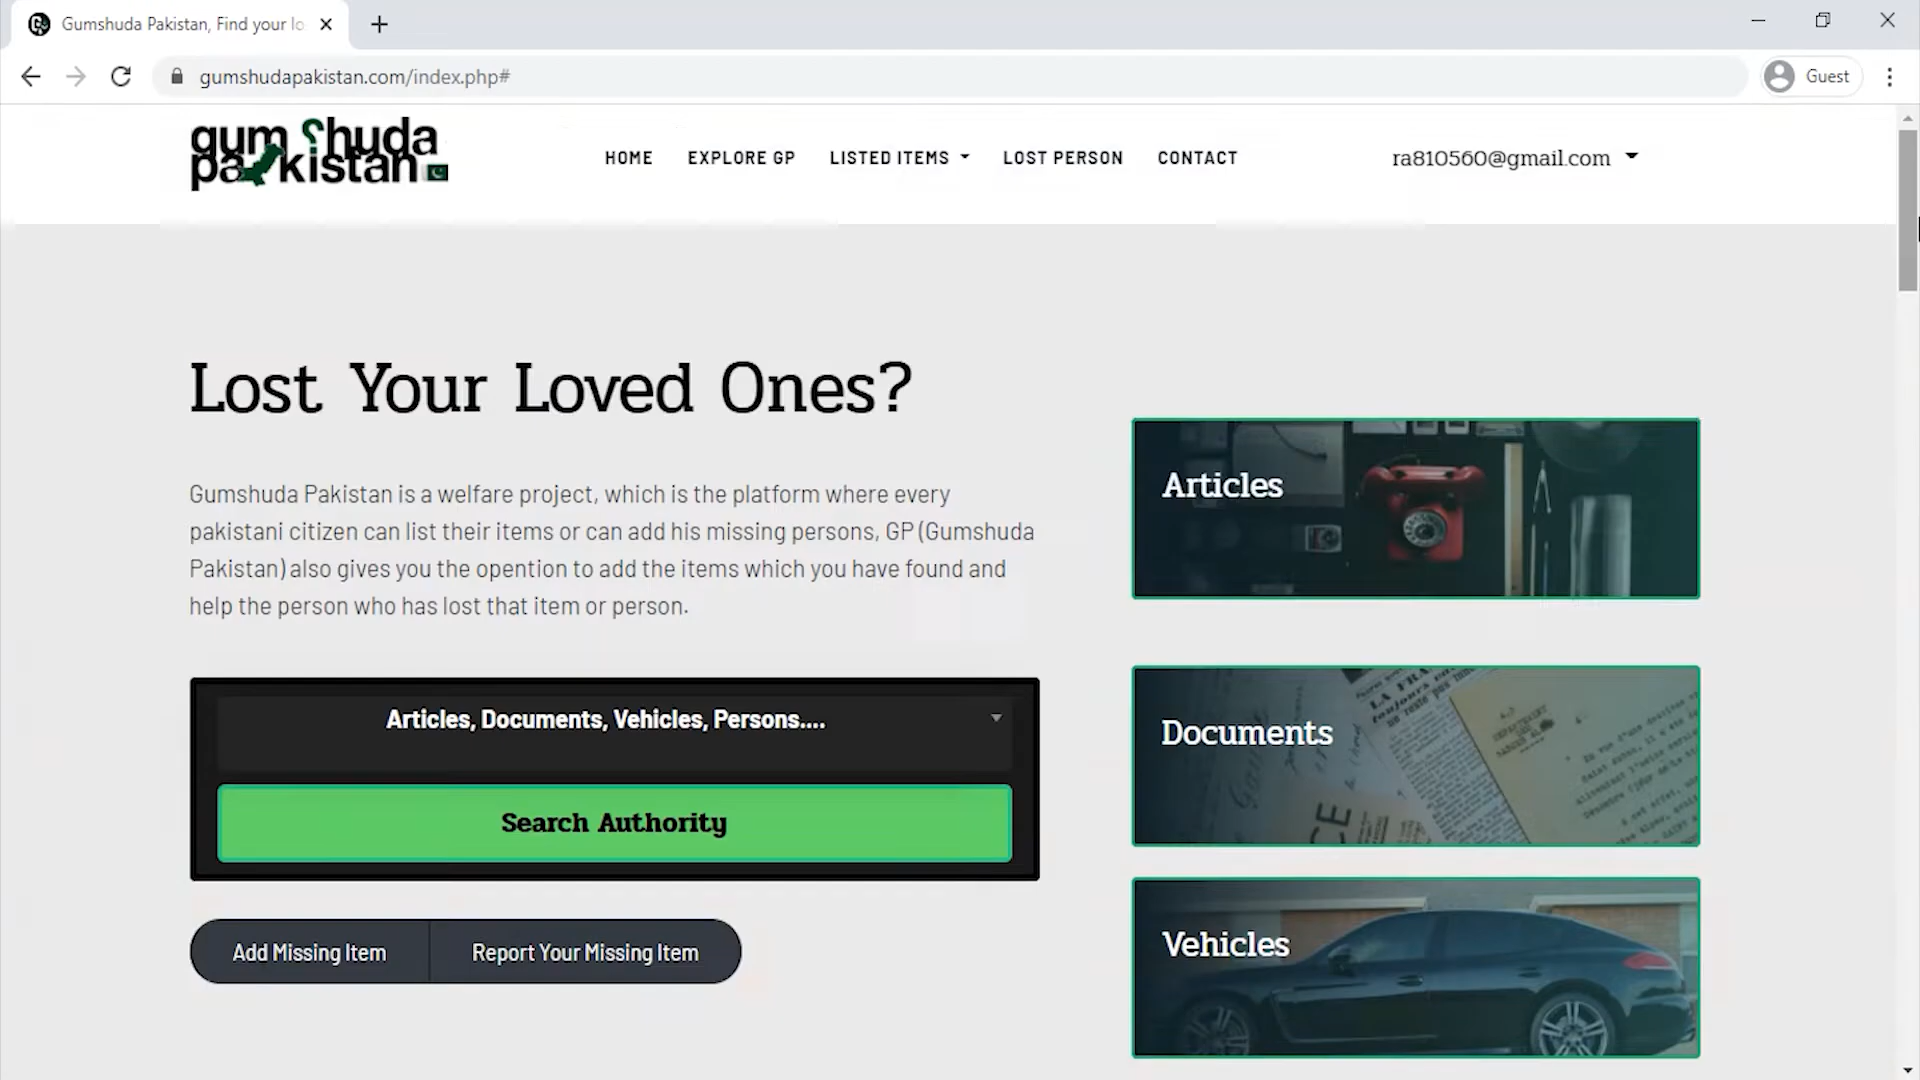 Gumshuda Pakistan, Find your lo
gumshudapakistan.com/index.php#
Guest
gumshuda
pakistan
HOME
EXPLORE GP
LISTED ITEMS
LOST PERSON
CONTACT
ra810560@gmail.com
Lost Your Loved Ones?
Gumshuda Pakistan is a welfare project, which is the platform where every
pakistani citizen can list their items or can add his missing persons, GP (Gumshuda
Pakistan) also gives you the opention to add the items which you have found and
help the person who has lost that item or person.
Articles, Documents, Vehicles, Persons....
Search Authority
Add Missing Item
Report Your Missing Item
Articles
Documents
Vehicles